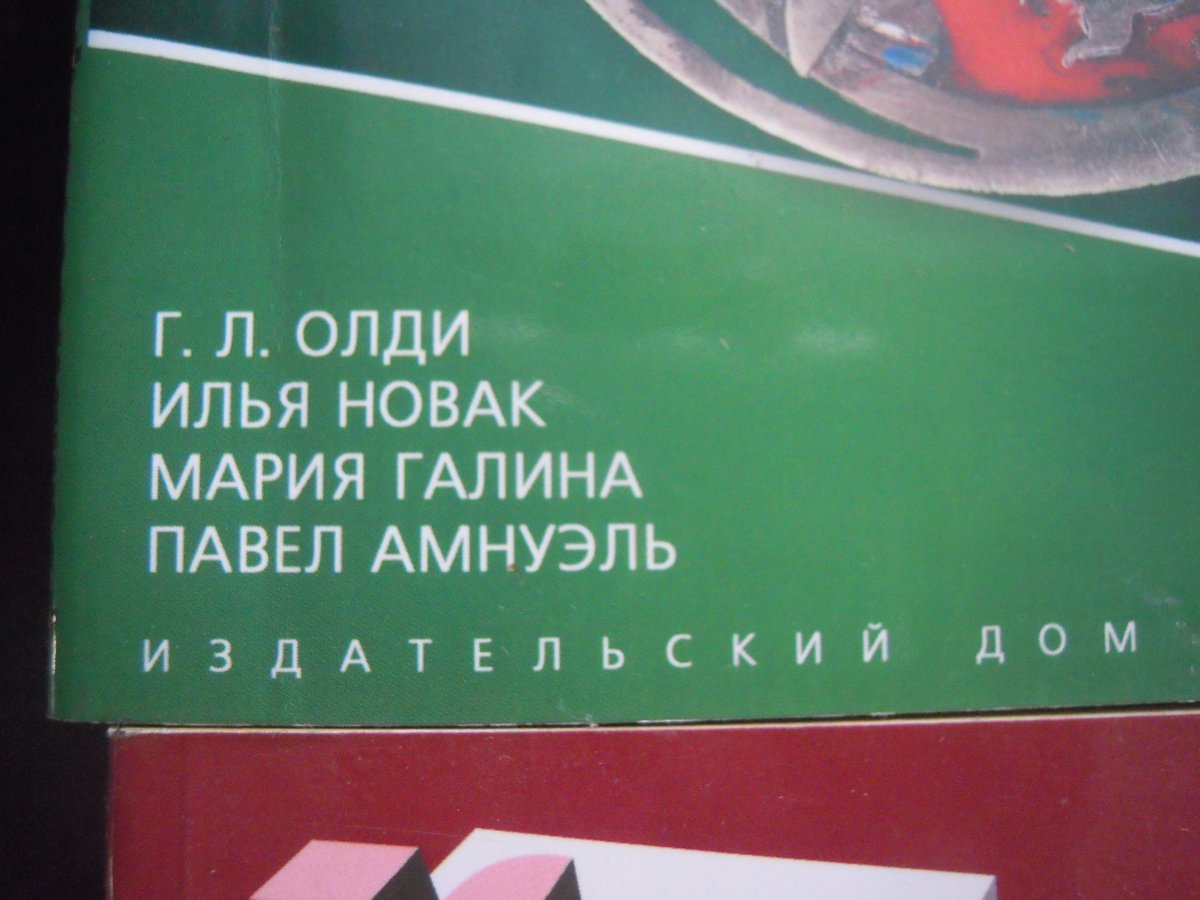 Г. Л. ОЛДИ
ИЛЬЯ НОВАК
МАРИЯ ГАЛИНА
ПАВЕЛ АМНУЭЛЬ
ИЗДАТЕЛЬСКИЙ ДОМ